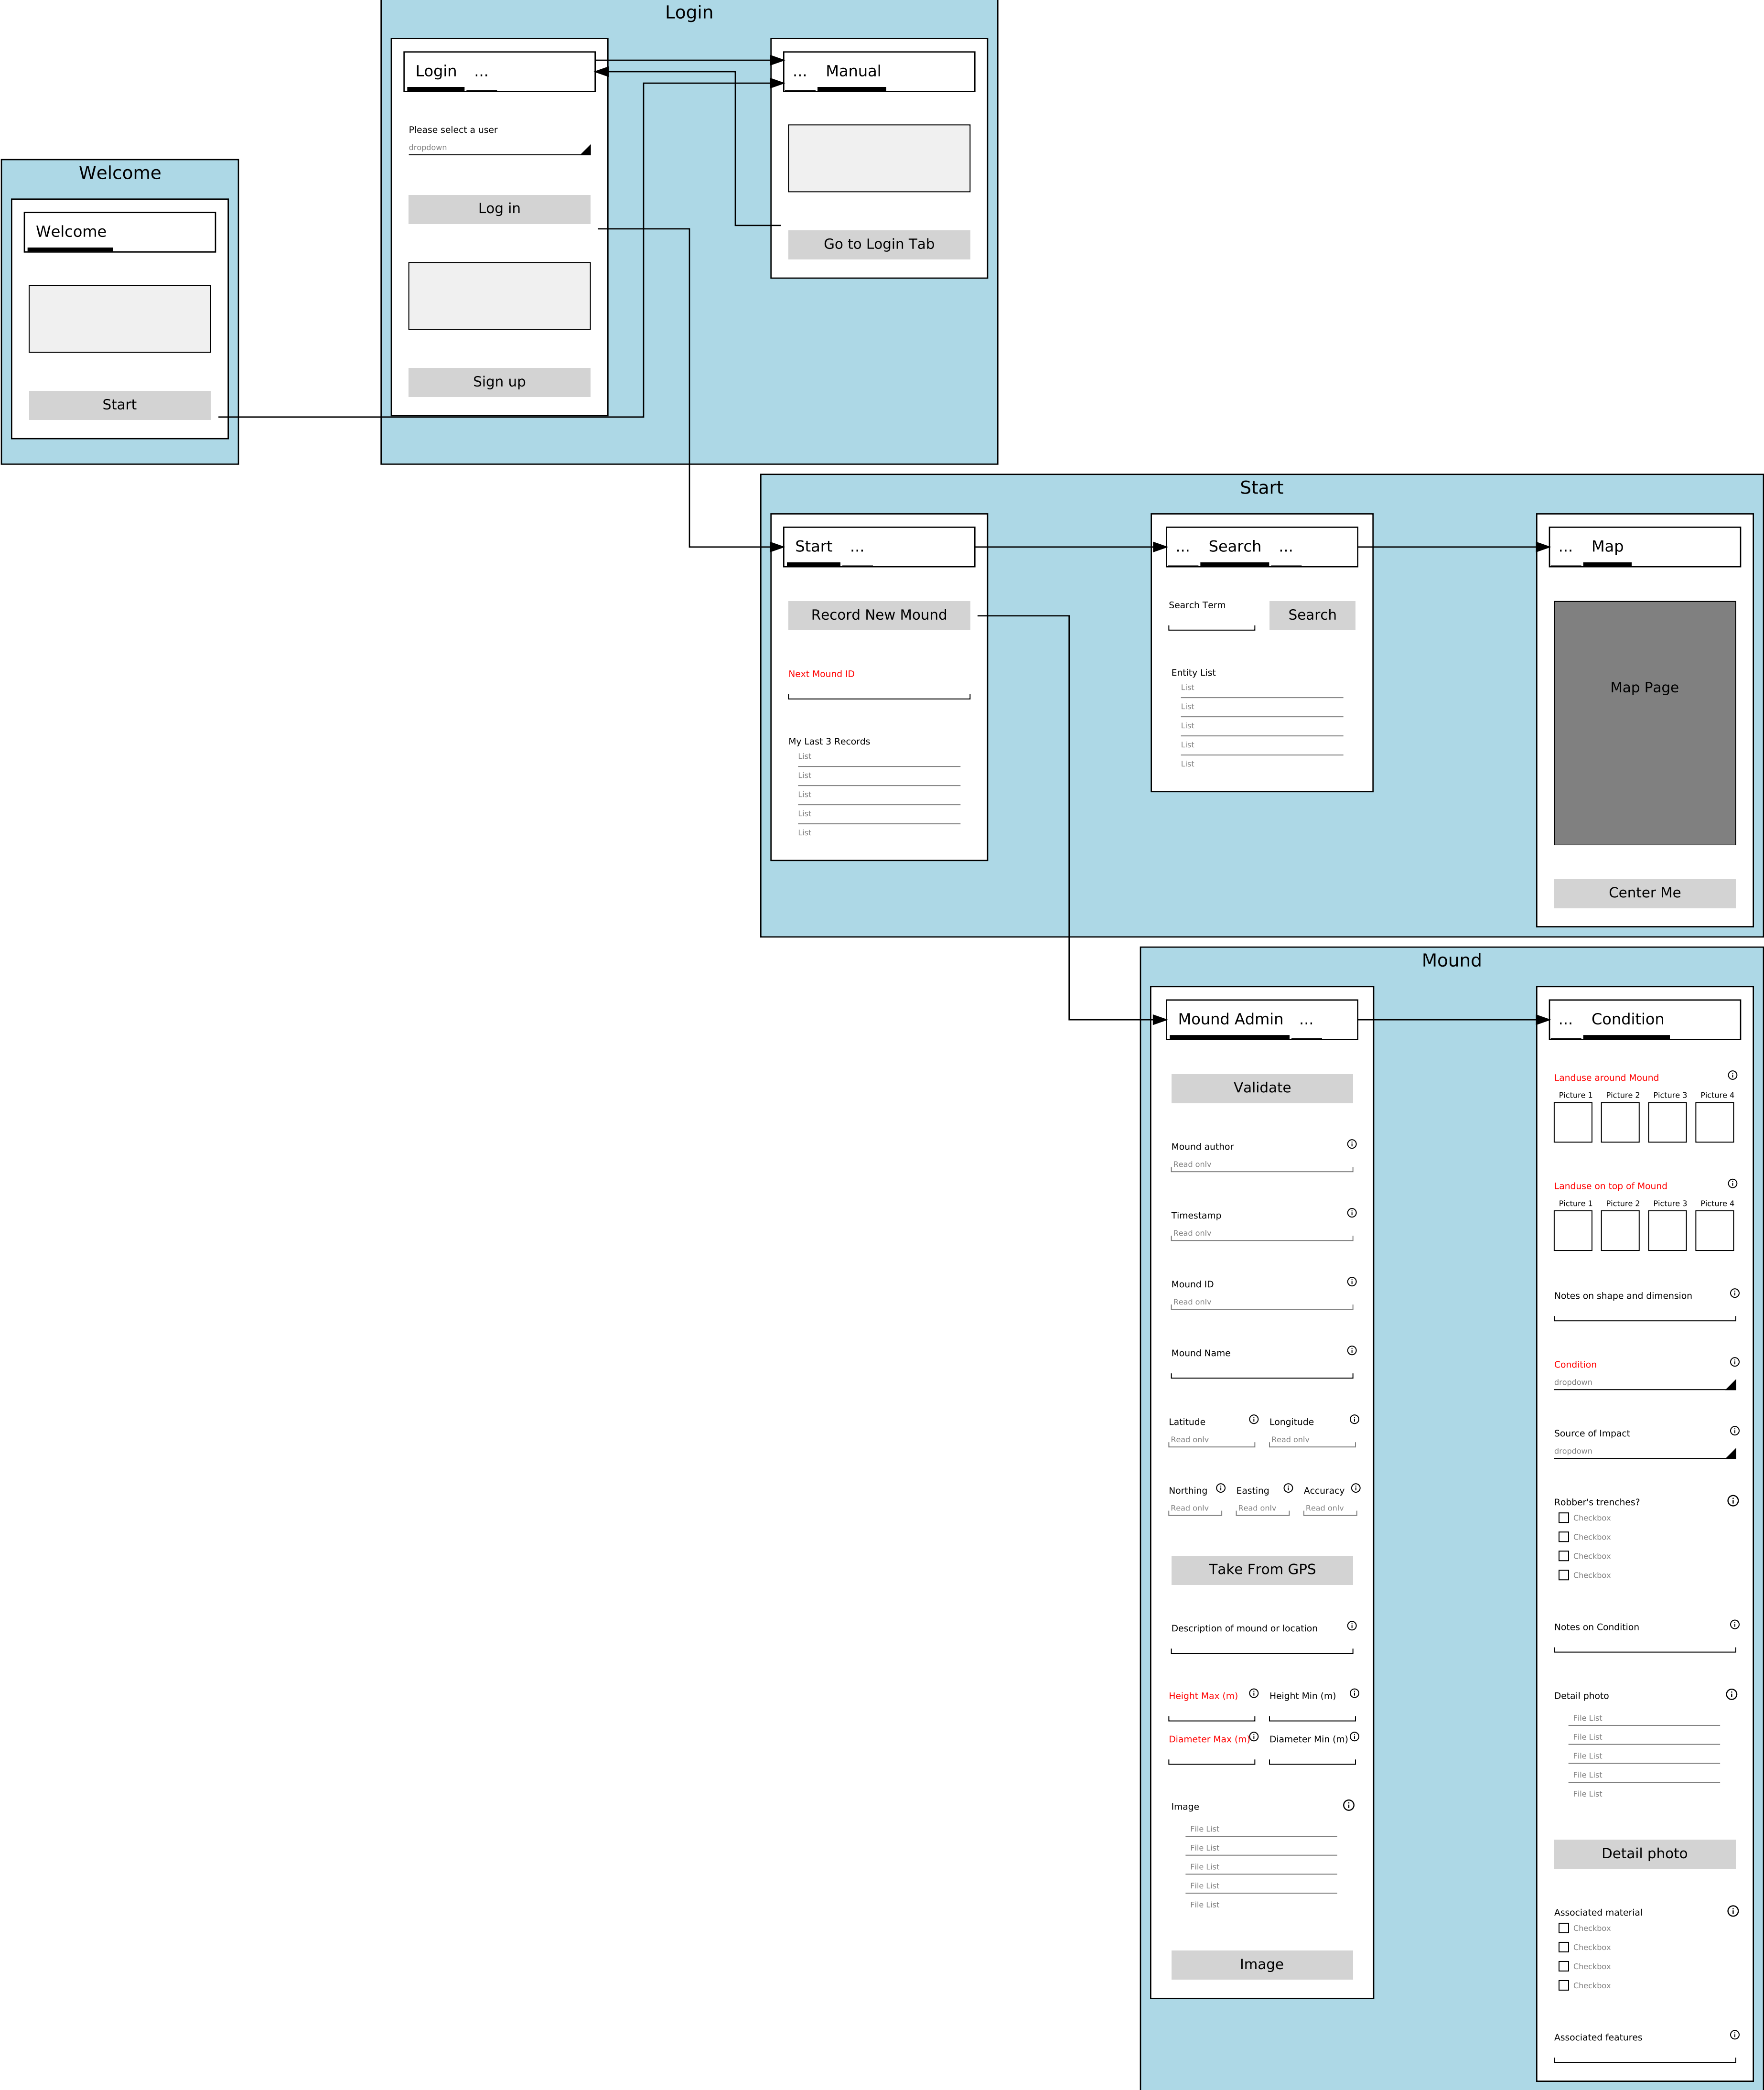 Login
Login ...
Please select a user
dropdown
Log in
Sign up
... Manual
Go to Login Tab
Welcome
Welcome
Start
Start
Start ...
Record New Mound
Next Mound ID
My Last 3 Records
List
List
List
List
List
... Search ...
Search Term
Search
Entity List
List
List
List
List
List
... Map
Map Page
Center Me
Mound
Mound Admin ...
Validate
Mound author
Read only
Timestamp
Read only
Mound ID
Read only
Mound Name
Latitude Longitude
Read only Read only
Northing Easting Accuracy
Read only Read only Read only
Take From GPS
Description of mound or location
Height Max (m) Height Min (m)
Diameter Max (m) Diameter Min (m)
Image
File List
File List
File List
File List
File List
Image
... Condition
Landuse around Mound
Picture 1 Picture 2 Picture 3 Picture 4
Landuse on top of Mound
Picture 1 Picture 2 Picture 3 Picture 4
Notes on shape and dimension
Condition
dropdown
Source of Impact
dropdown
Robber's trenches?
Checkbox
Checkbox
Checkbox
Checkbox
Notes on Condition
Detail photo
File List
File List
File List
File List
File List
Detail photo
Associated material
Checkbox
Checkbox
Checkbox
Checkbox
Associated features